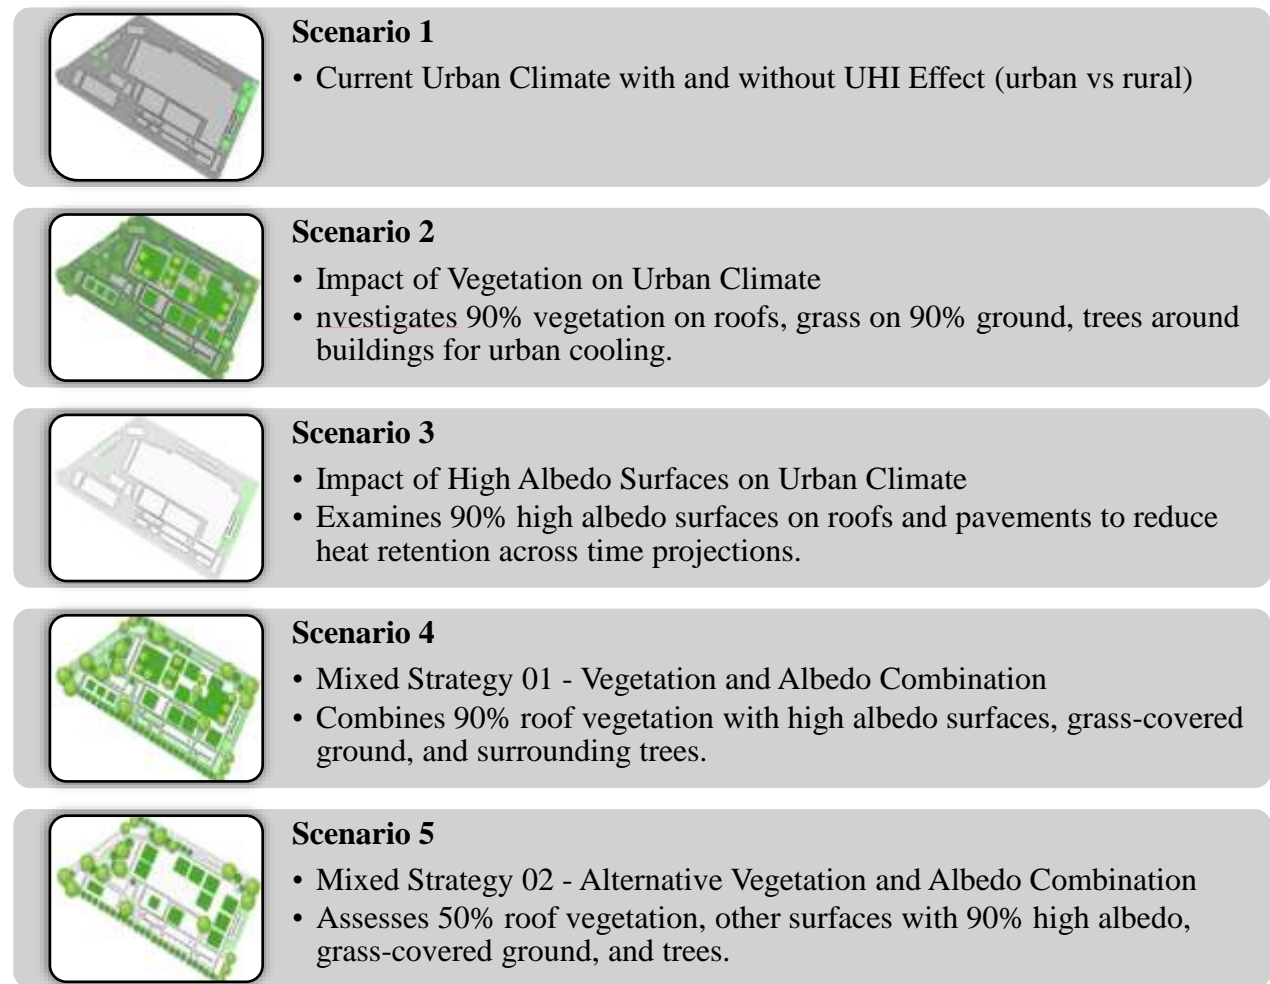 Scenario 1
• Current Urban Climate with and without UHI Effect (urban vs rural)
Scenario 2
• Impact of Vegetation on Urban Climate
• nvestigates 90% vegetation on roofs, grass on 90% ground, trees around
buildings for urban cooling.
Scenario 3
• Impact of High Albedo Surfaces on Urban Climate
• Examines 90% high albedo surfaces on roofs and pavements to reduce
heat retention across time projections.
Scenario 4
• Mixed Strategy 01 - Vegetation and Albedo Combination
• Combines 90% roof vegetation with high albedo surfaces, grass-covered
ground, and surrounding trees.
Scenario 5
• Mixed Strategy 02 - Alternative Vegetation and Albedo Combination
• Assesses 50% roof vegetation, other surfaces with 90% high albedo,
grass-covered ground, and trees.